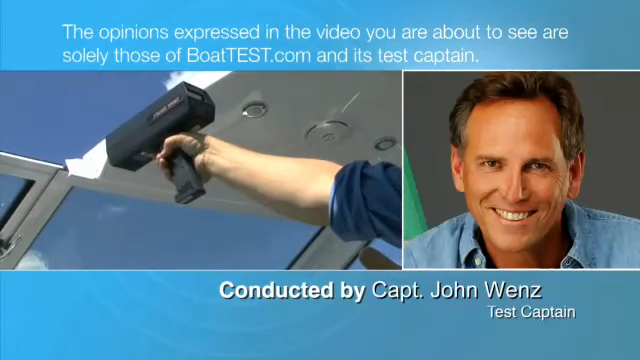 The opinions expressed in the video you are about to see are
solely those of BoatTEST.com and its test captain.
Conducted by Capt. John Wenz
Test Captain